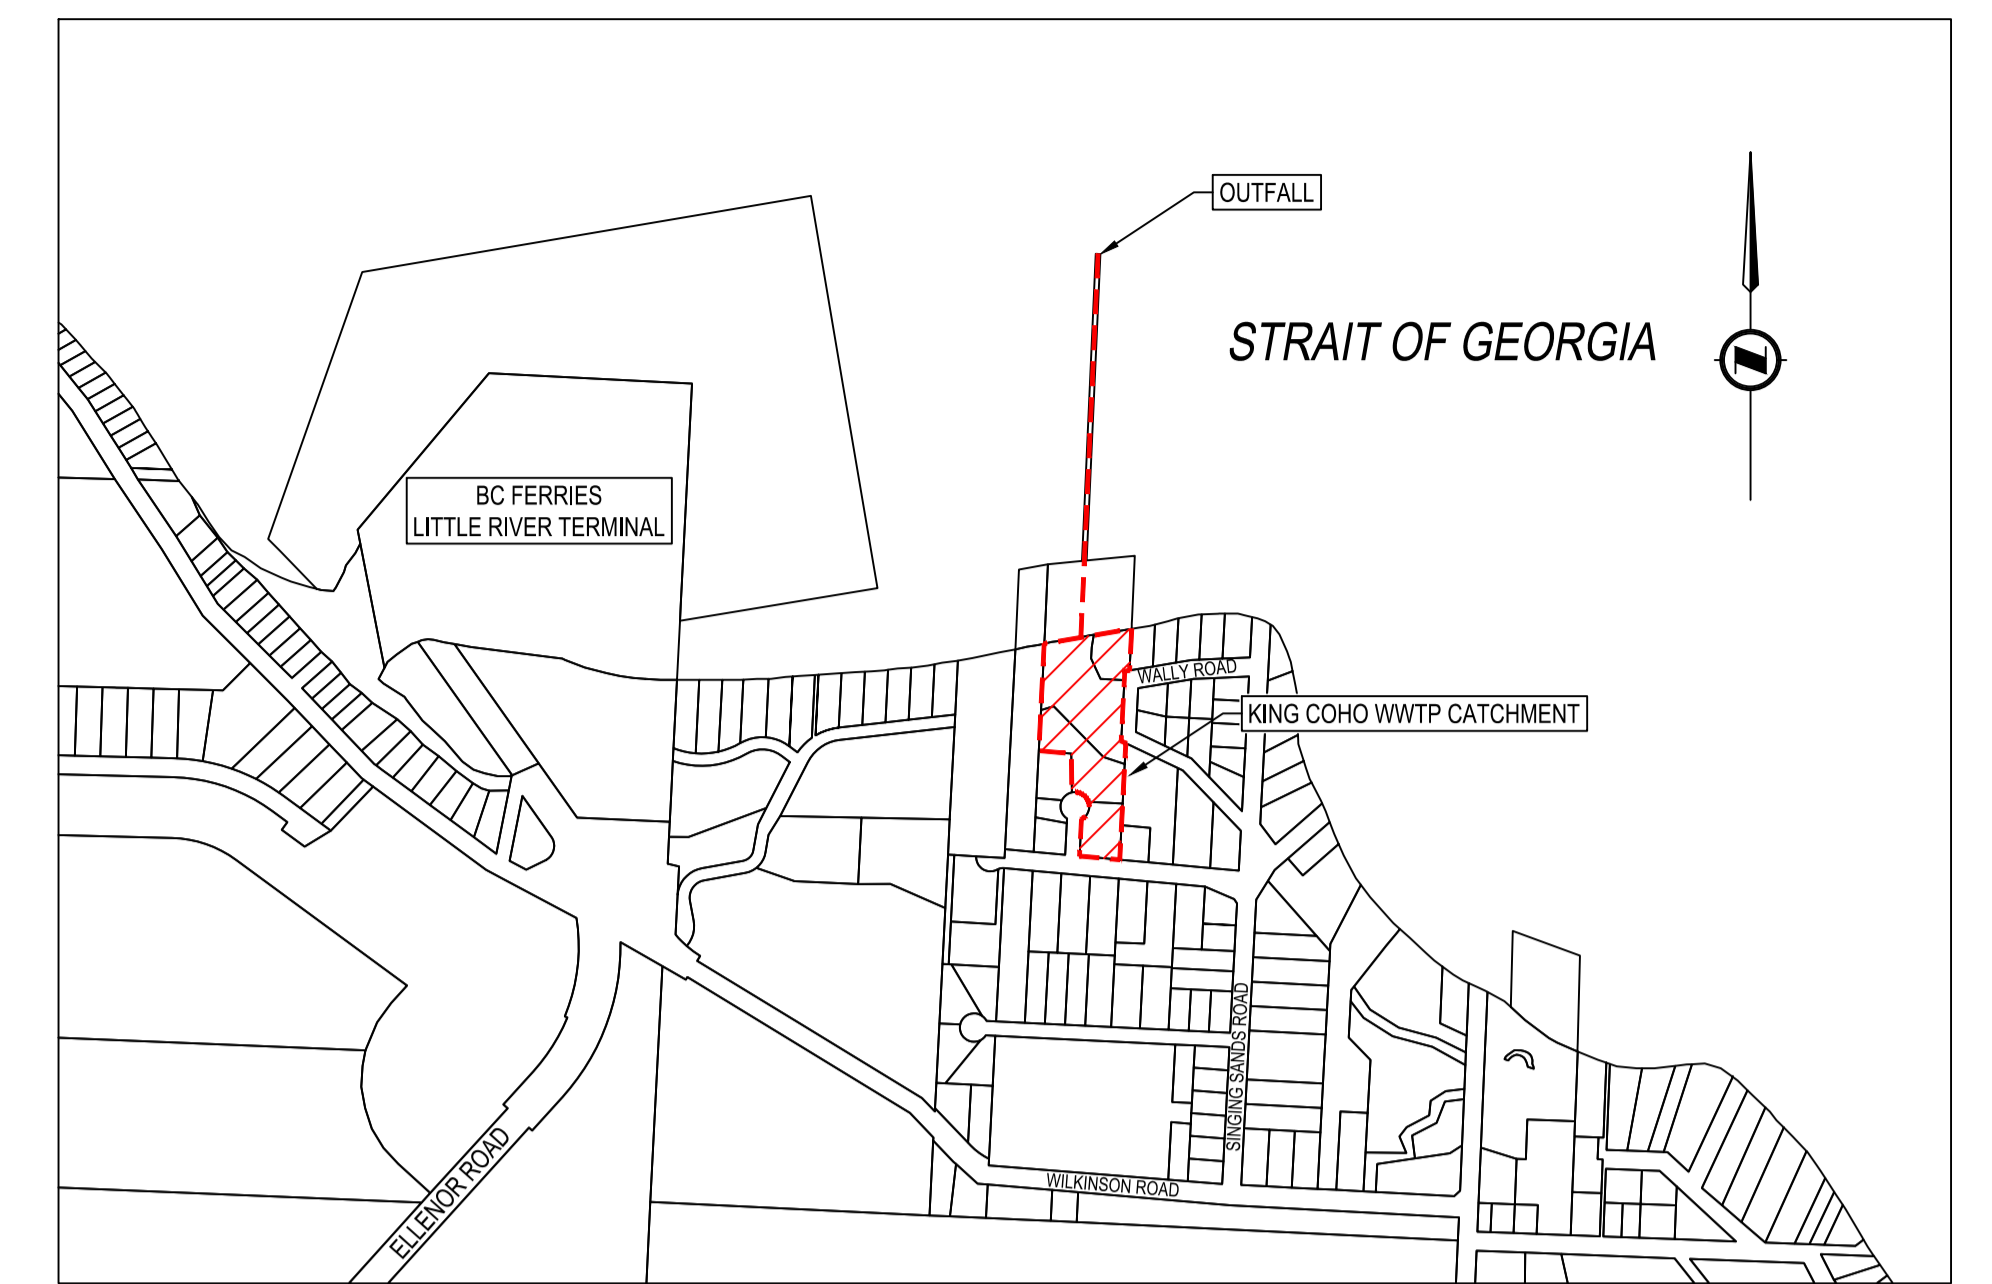 OUTFALL
STRAIT OF GEORGIA
N
BC FERRIES
LITTLE RIVER TERMINAL
WALLY ROAD
KING COHO WWTP CATCHMENT
SINGING SANDS ROAD
ELLENOR ROAD
WILKINSON ROAD